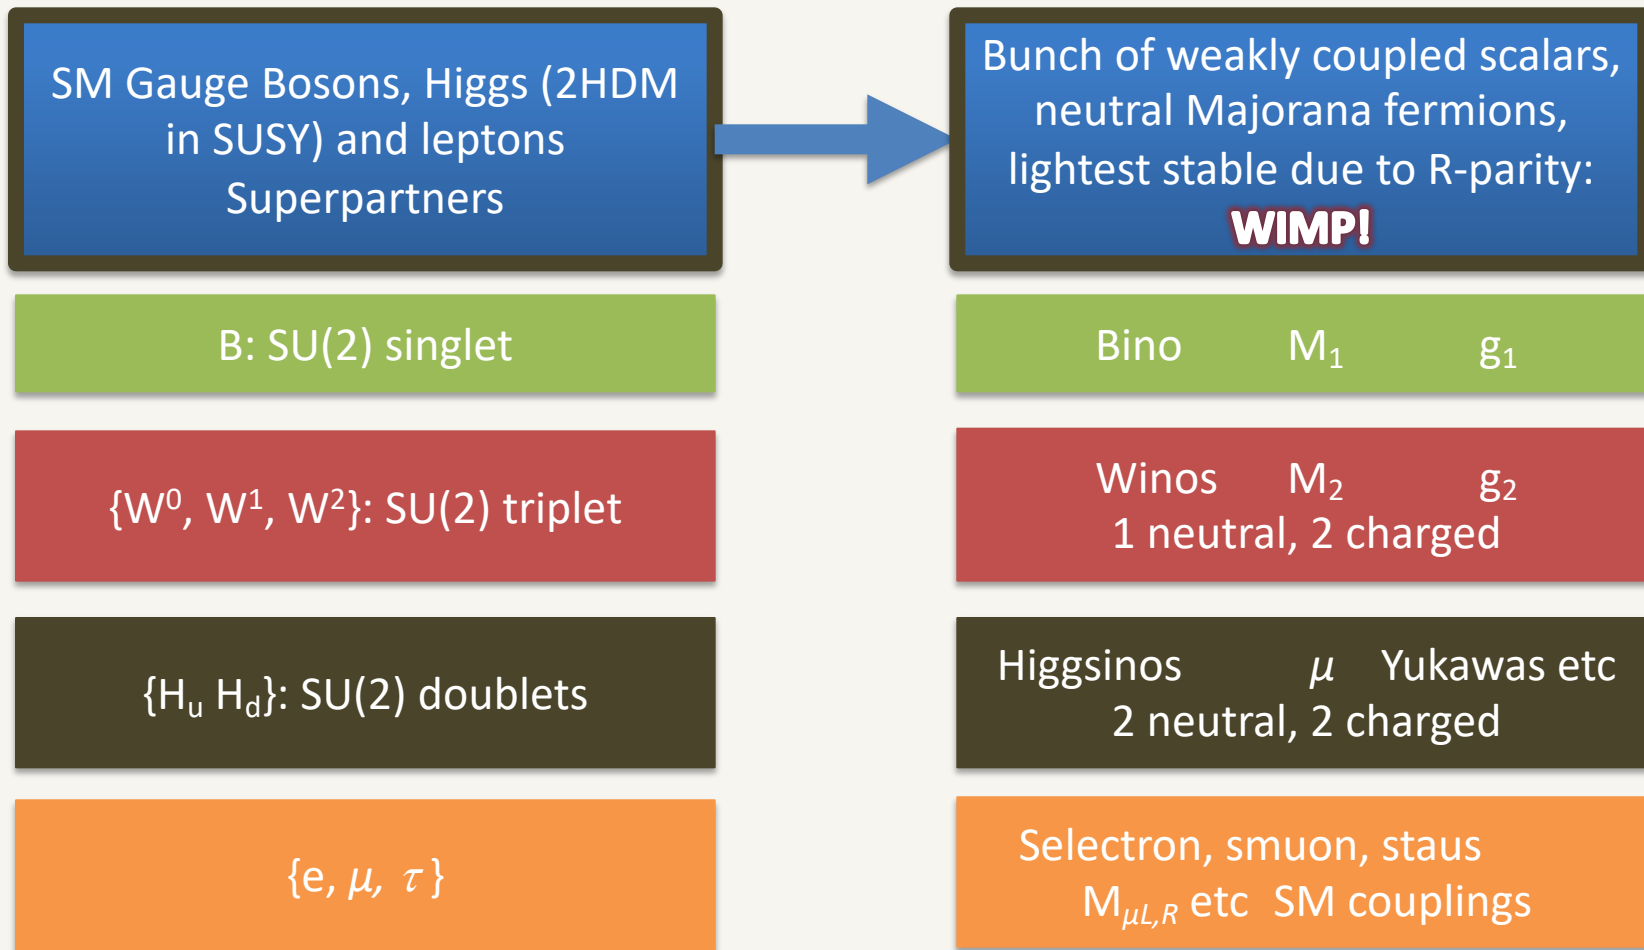 SM Gauge Bosons, Higgs (2HDM
in SUSY) and leptons
Superpartners
Bunch of weakly coupled scalars,
neutral Majorana fermions,
lightest stable due to R-parity:
WIMP!
B: SU(2) singlet
Bino M₁ g₁
{W⁰, W¹, W²}: SU(2) triplet
Winos M₂ g₂
1 neutral, 2 charged
{Hᵤ H_d}: SU(2) doublets
Higgsinos μ Yukawas etc
2 neutral, 2 charged
{e, μ, τ }
Selectron, smuon, staus
M_μL,R etc SM couplings